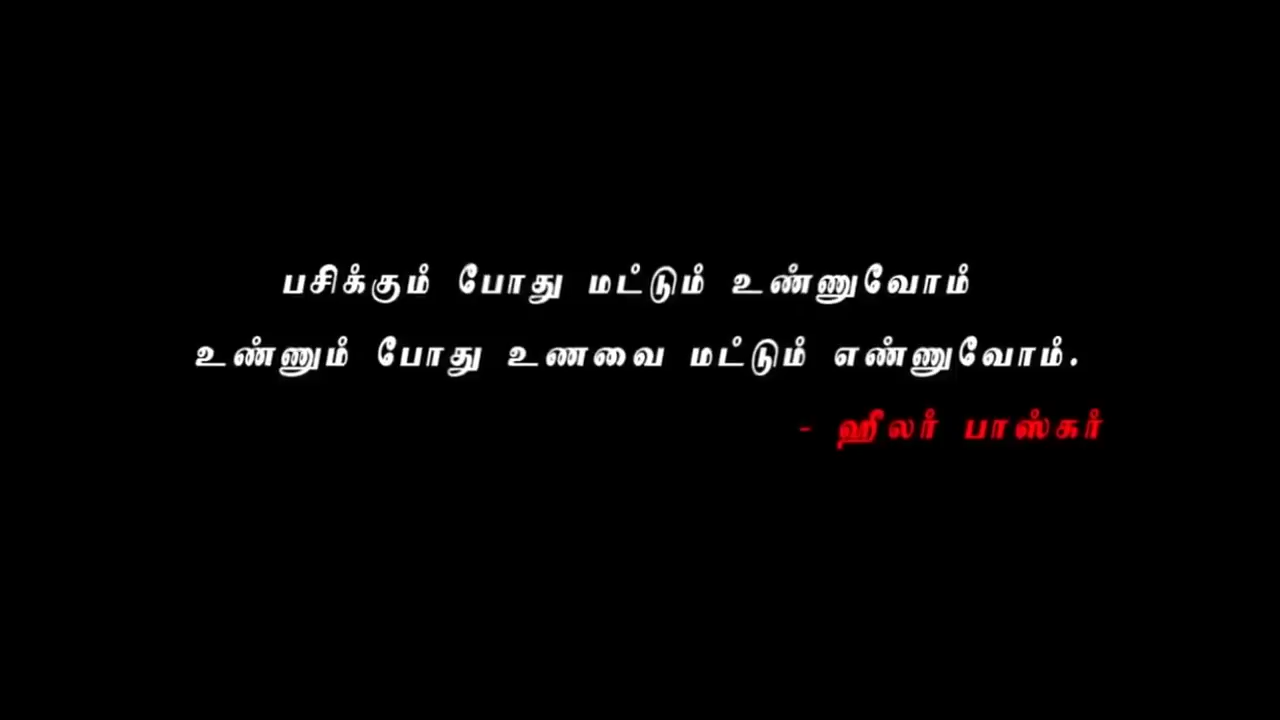 பசிக்கும் போது மட்டும் உண்ணுவோம்
உண்ணும் போது உணவை மட்டும் எண்ணுவோம்.
- ஹீலர் பாஸ்கர்